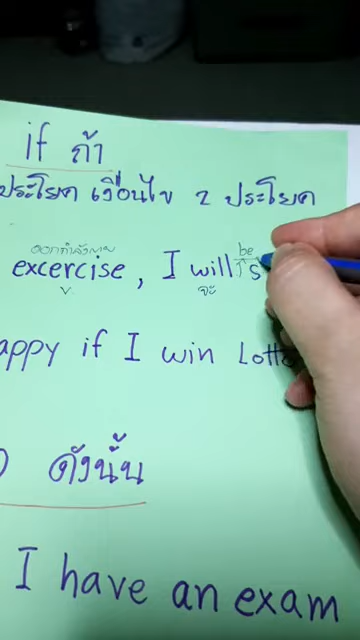 if ถ้า
ประโยค เงื่อนไข 2 ประโยค
ออกกำลังกาย be
excercise, I will s
v. จะ
appy if I win Lott
ดังนั้น
I have an exam